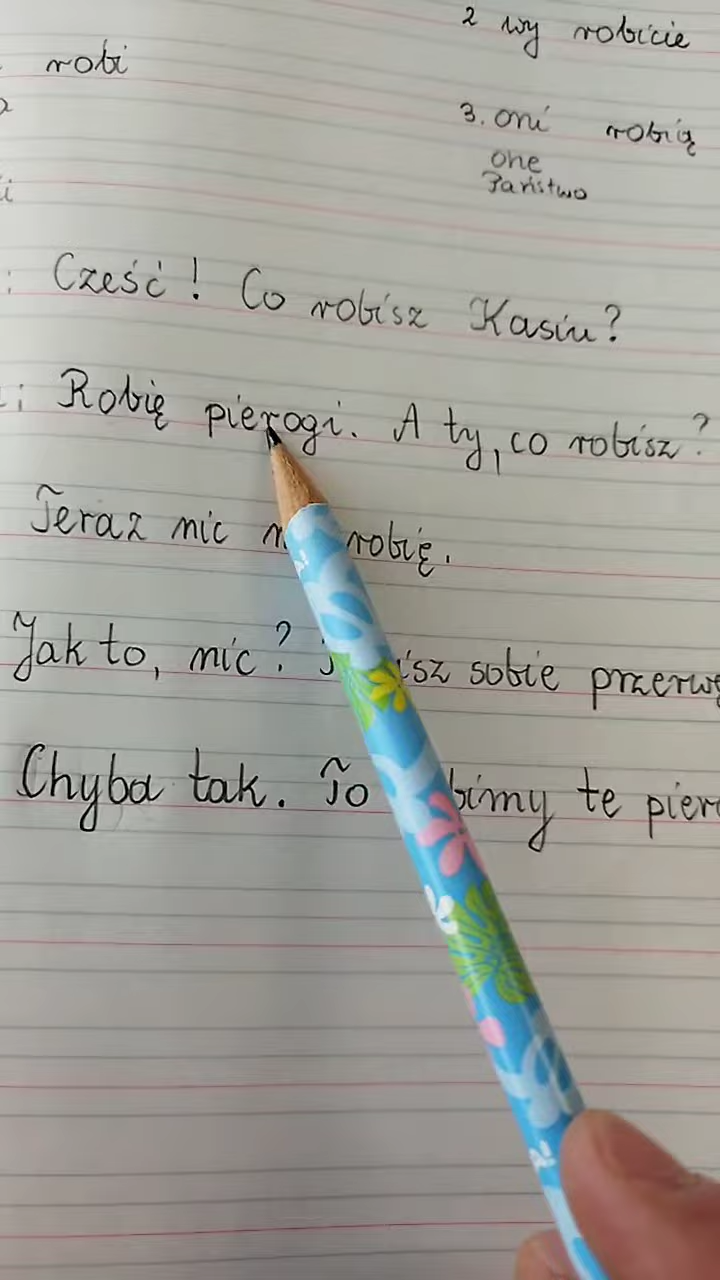 2 wy robicie
robi
3. oni robią
one
Państwo
: Cześć! Co robisz Kasiu?
: Robię pierogi. A ty, co robisz?
Teraz nic robię.
Jak to, nic? sobie
Chyba tak. To te